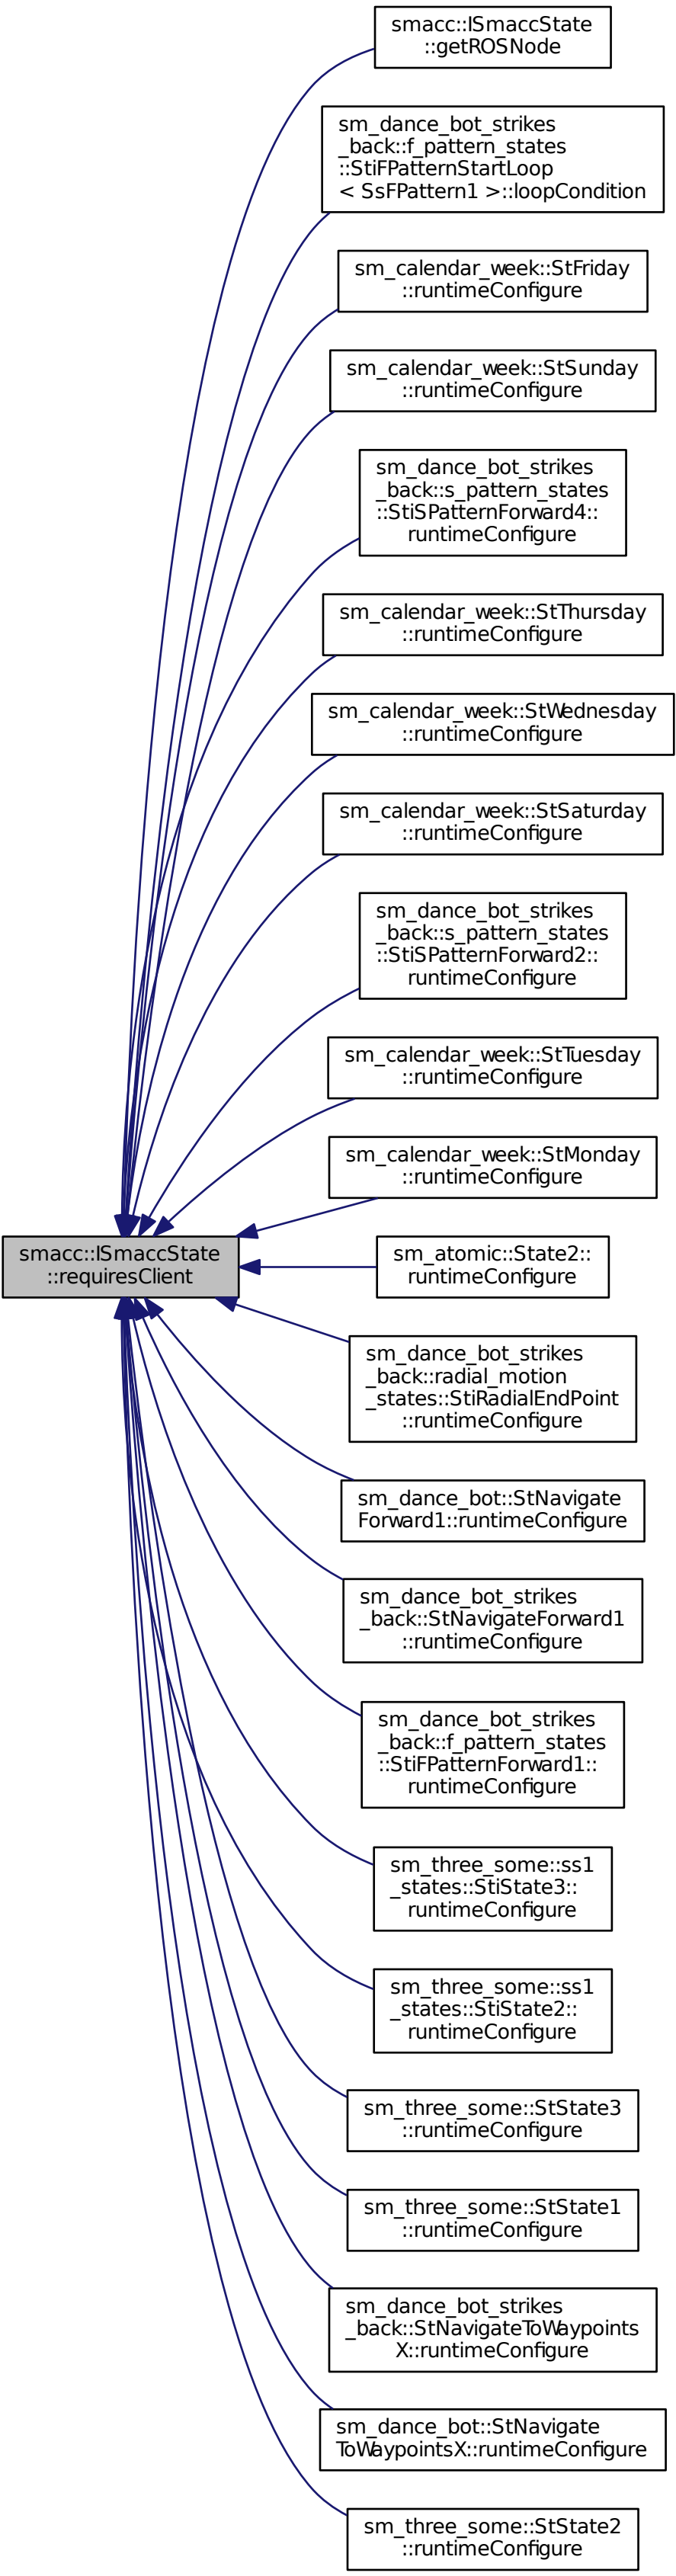 smacc::ISmaccState
::getROSNode
sm_dance_bot_strikes
_back::f_pattern_states
::StiFPatternStartLoop
< SsFPattern1 >::loopCondition
sm_calendar_week::StFriday
::runtimeConfigure
sm_calendar_week::StSunday
::runtimeConfigure
sm_dance_bot_strikes
_back::s_pattern_states
::StiSPatternForward4::
runtimeConfigure
sm_calendar_week::StThursday
::runtimeConfigure
sm_calendar_week::StWednesday
::runtimeConfigure
sm_calendar_week::StSaturday
::runtimeConfigure
sm_dance_bot_strikes
_back::s_pattern_states
::StiSPatternForward2::
runtimeConfigure
sm_calendar_week::StTuesday
::runtimeConfigure
sm_calendar_week::StMonday
::runtimeConfigure
smacc::ISmaccState
::requiresClient
sm_atomic::State2::
runtimeConfigure
sm_dance_bot_strikes
_back::radial_motion
_states::StiRadialEndPoint
::runtimeConfigure
sm_dance_bot::StNavigate
Forward1::runtimeConfigure
sm_dance_bot_strikes
_back::StNavigateForward1
::runtimeConfigure
sm_dance_bot_strikes
_back::f_pattern_states
::StiFPatternForward1::
runtimeConfigure
sm_three_some::ss1
_states::StiState3::
runtimeConfigure
sm_three_some::ss1
_states::StiState2::
runtimeConfigure
sm_three_some::StState3
::runtimeConfigure
sm_three_some::StState1
::runtimeConfigure
sm_dance_bot_strikes
_back::StNavigateToWaypoints
X::runtimeConfigure
sm_dance_bot::StNavigate
ToWaypointsX::runtimeConfigure
sm_three_some::StState2
::runtimeConfigure